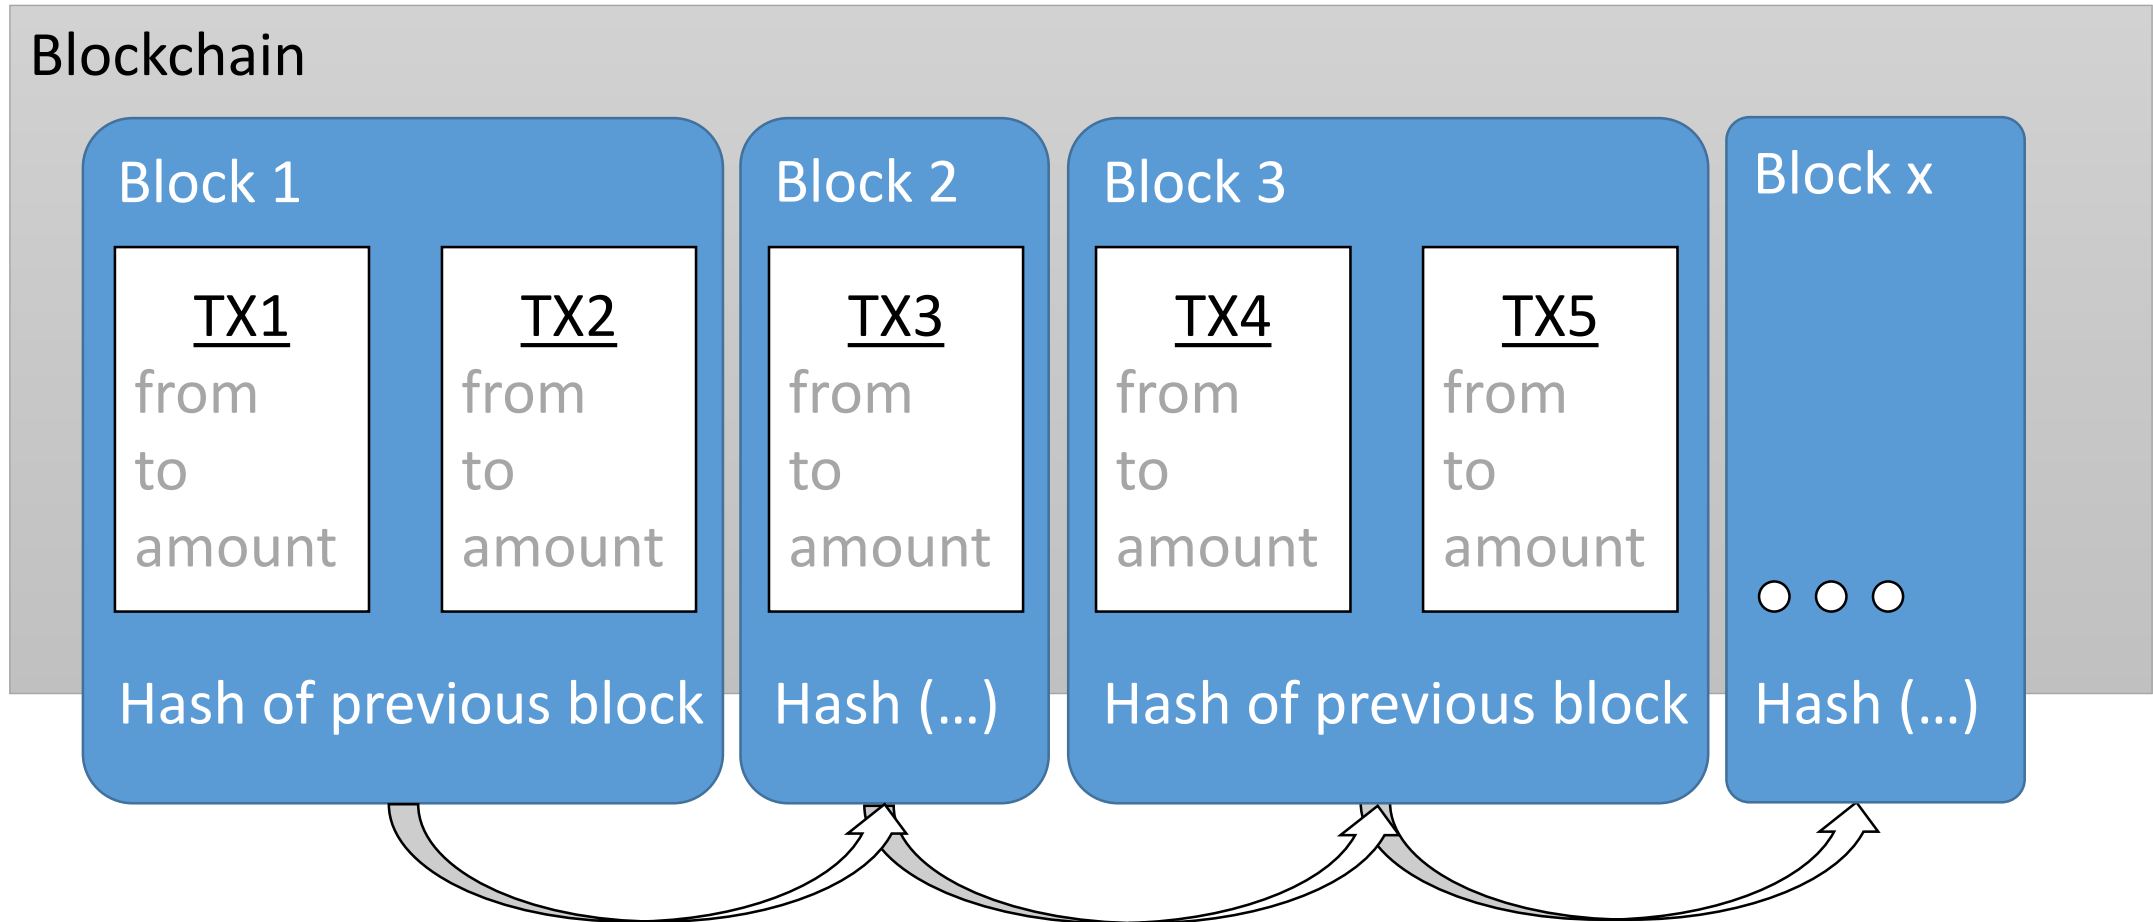 Blockchain
Block 1
TX1
from
to
amount
TX2
from
to
amount
Hash of previous block
Block 2
TX3
from
to
amount
Hash (...)
Block 3
TX4
from
to
amount
TX5
from
to
amount
Hash of previous block
Block x
Hash (...)